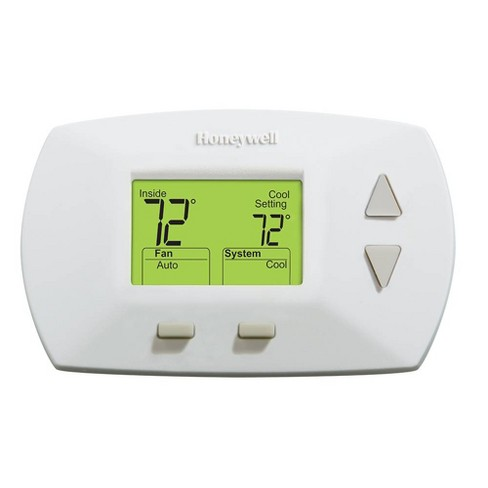 Honeywell
Inside
Cool
Setting
72°
72°
Fan
System
Auto
Cool